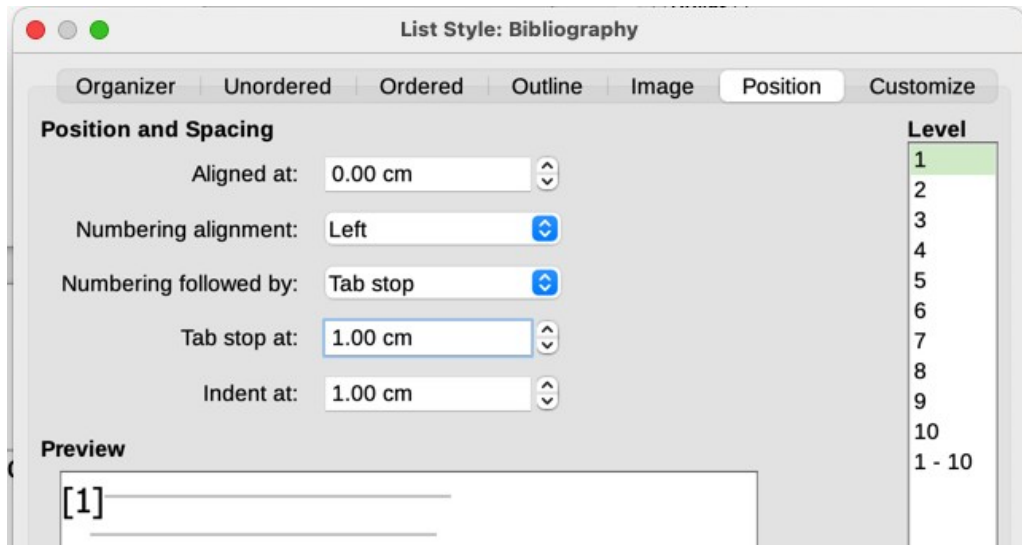 List Style: Bibliography
Organizer Unordered Ordered Outline Image Position Customize
Position and Spacing
Aligned at: 0.00 cm
Numbering alignment: Left
Numbering followed by: Tab stop
Tab stop at: 1.00 cm
Indent at: 1.00 cm
Preview
[1]
Level
1
2
3
4
5
6
7
8
9
10
1 - 10